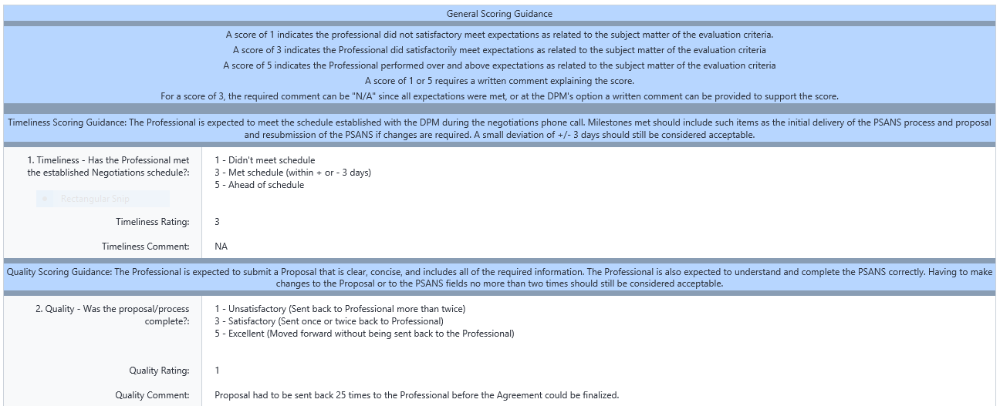 General Scoring Guidance
A score of 1 indicates the professional did not satisfactory meet expectations as related to the subject matter of the evaluation criteria.
A score of 3 indicates the Professional did satisfactorily meet expectations as related to the subject matter of the evaluation criteria
A score of 5 indicates the Professional performed over and above expectations as related to the subject matter of the evaluation criteria
A score of 1 or 5 requires a written comment explaining the score.
For a score of 3, the required comment can be "N/A" since all expectations were met, or at the DPM's option a written comment can be provided to support the score.
Timeliness Scoring Guidance: The Professional is expected to meet the schedule established with the DPM during the negotiations phone call. Milestones met should include such items as the initial delivery of the PSANS process and proposal
and resubmission of the PSANS if changes are required. A small deviation of +/- 3 days should still be considered acceptable.
1. Timeliness - Has the Professional met
the established Negotiations schedule?:
1 - Didn't meet schedule
3 - Met schedule (within + or - 3 days)
5 - Ahead of schedule
Rectangular Snip
Timeliness Rating:
3
Timeliness Comment:
NA
Quality Scoring Guidance: The Professional is expected to submit a Proposal that is clear, concise, and includes all of the required information. The Professional is also expected to understand and complete the PSANS correctly. Having to make
changes to the Proposal or to the PSANS fields no more than two times should still be considered acceptable.
2. Quality - Was the proposal/process
complete?:
1 - Unsatisfactory (Sent back to Professional more than twice)
3 - Satisfactory (Sent once or twice back to Professional)
5 - Excellent (Moved forward without being sent back to the Professional)
Quality Rating:
1
Quality Comment:
Proposal had to be sent back 25 times to the Professional before the Agreement could be finalized.